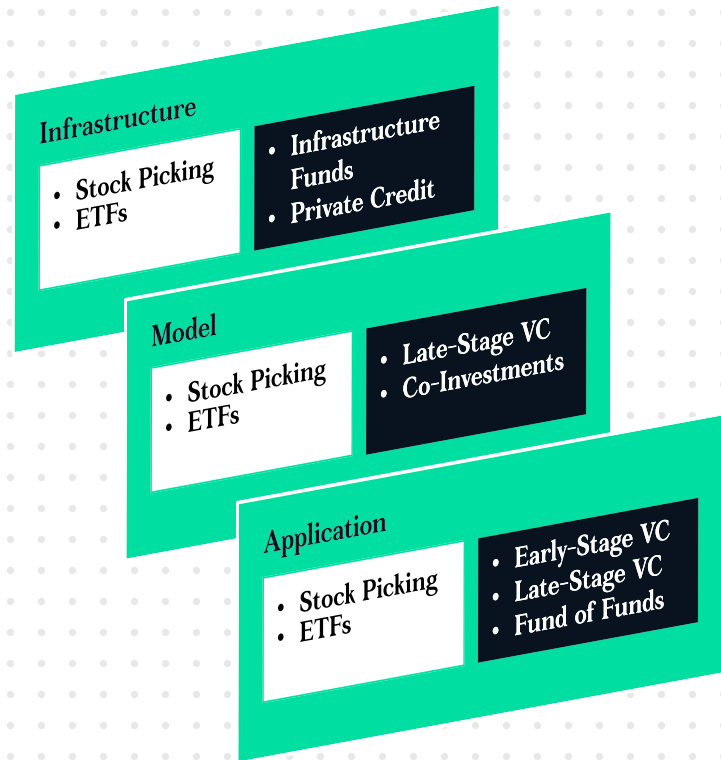 Infrastructure
• Stock Picking
• ETFs
• Infrastructure
Funds
• Private Credit
Model
• Stock Picking
• ETFs
• Late-Stage VC
• Co-Investments
Application
• Stock Picking
• ETFs
• Early-Stage VC
• Late-Stage VC
• Fund of Funds